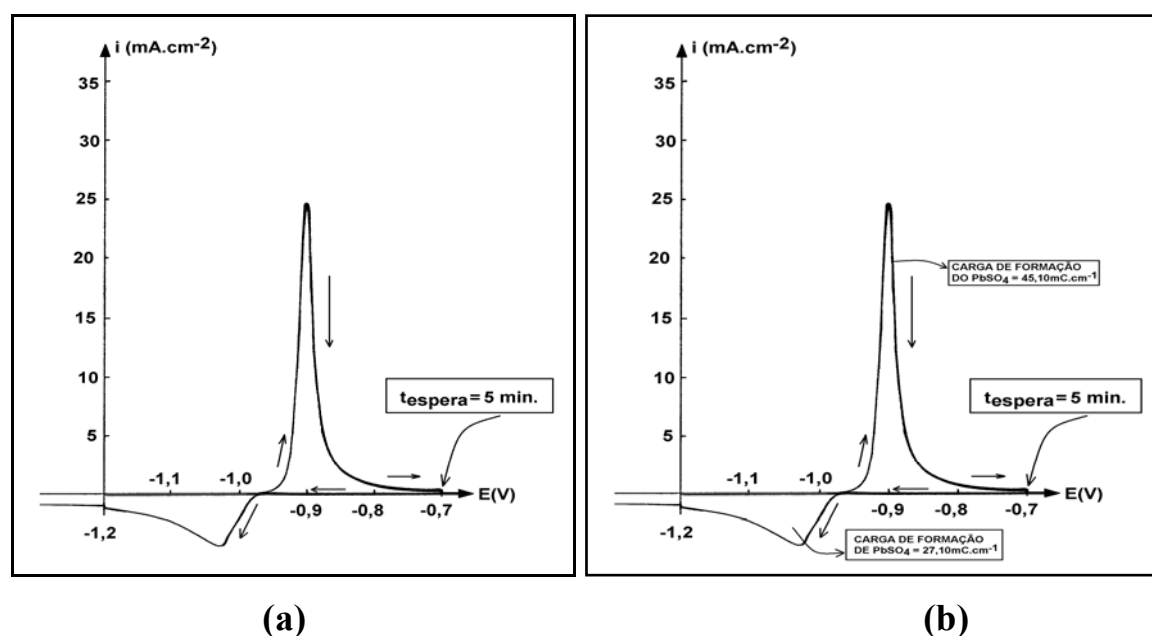 i (mA.cm-2)
35
30
25
20
15
10
5
tespera = 5 min.
-1,1
-1,0
E(V)
-1,2
-0,9
-0,8
-0,7
(a)
i (mA.cm-2)
35
30
25
20
15
10
5
CARGA DE FORMAÇÃO
DO PbSO4 = 45,10mC.cm-1
tespera = 5 min.
-1,1
-1,0
E(V)
-1,2
-0,9
-0,8
-0,7
CARGA DE FORMAÇÃO
DE PbSO4 = 27,10mC.cm-1
(b)